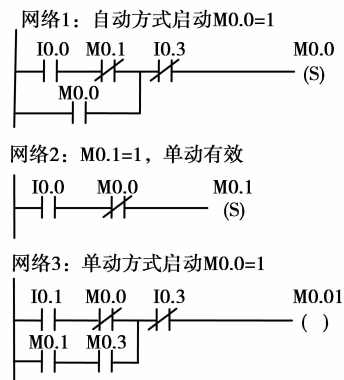 网络1：自动方式启动M0.0=1
I0.0 M0.1 I0.3 M0.0
(S)
M0.0
网络2：M0.1=1，单动有效
I0.0 M0.0 M0.1
(S)
网络3：单动方式启动M0.0=1
I0.1 M0.0 I0.3 M0.01
( )
M0.1 M0.3